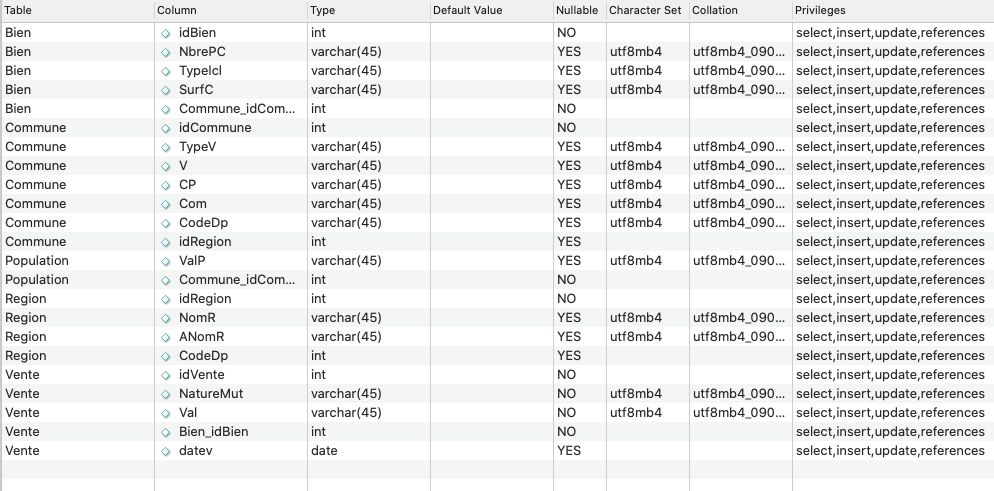 Table Column Type Default Value Nullable Character Set Collation Privileges
Bien idBien int NO select,insert,update,references
Bien NbrePC varchar(45) YES utf8mb4 utf8mb4_090... select,insert,update,references
Bien Typelcl varchar(45) YES utf8mb4 utf8mb4_090... select,insert,update,references
Bien SurfC varchar(45) YES utf8mb4 utf8mb4_090... select,insert,update,references
Bien Commune_idCom... int NO select,insert,update,references
Commune idCommune int NO select,insert,update,references
Commune TypeV varchar(45) YES utf8mb4 utf8mb4_090... select,insert,update,references
Commune V varchar(45) YES utf8mb4 utf8mb4_090... select,insert,update,references
Commune CP varchar(45) YES utf8mb4 utf8mb4_090... select,insert,update,references
Commune Com varchar(45) YES utf8mb4 utf8mb4_090... select,insert,update,references
Commune CodeDp varchar(45) YES utf8mb4 utf8mb4_090... select,insert,update,references
Commune idRegion int YES select,insert,update,references
Population ValP varchar(45) YES utf8mb4 utf8mb4_090... select,insert,update,references
Population Commune_idCom... int NO select,insert,update,references
Region idRegion int NO select,insert,update,references
Region NomR varchar(45) YES utf8mb4 utf8mb4_090... select,insert,update,references
Region ANomR varchar(45) YES utf8mb4 utf8mb4_090... select,insert,update,references
Region CodeDp int YES select,insert,update,references
Vente idVente int NO select,insert,update,references
Vente NatureMut varchar(45) NO utf8mb4 utf8mb4_090... select,insert,update,references
Vente Val varchar(45) NO utf8mb4 utf8mb4_090... select,insert,update,references
Vente Bien_idBien int NO select,insert,update,references
Vente datev date YES select,insert,update,references